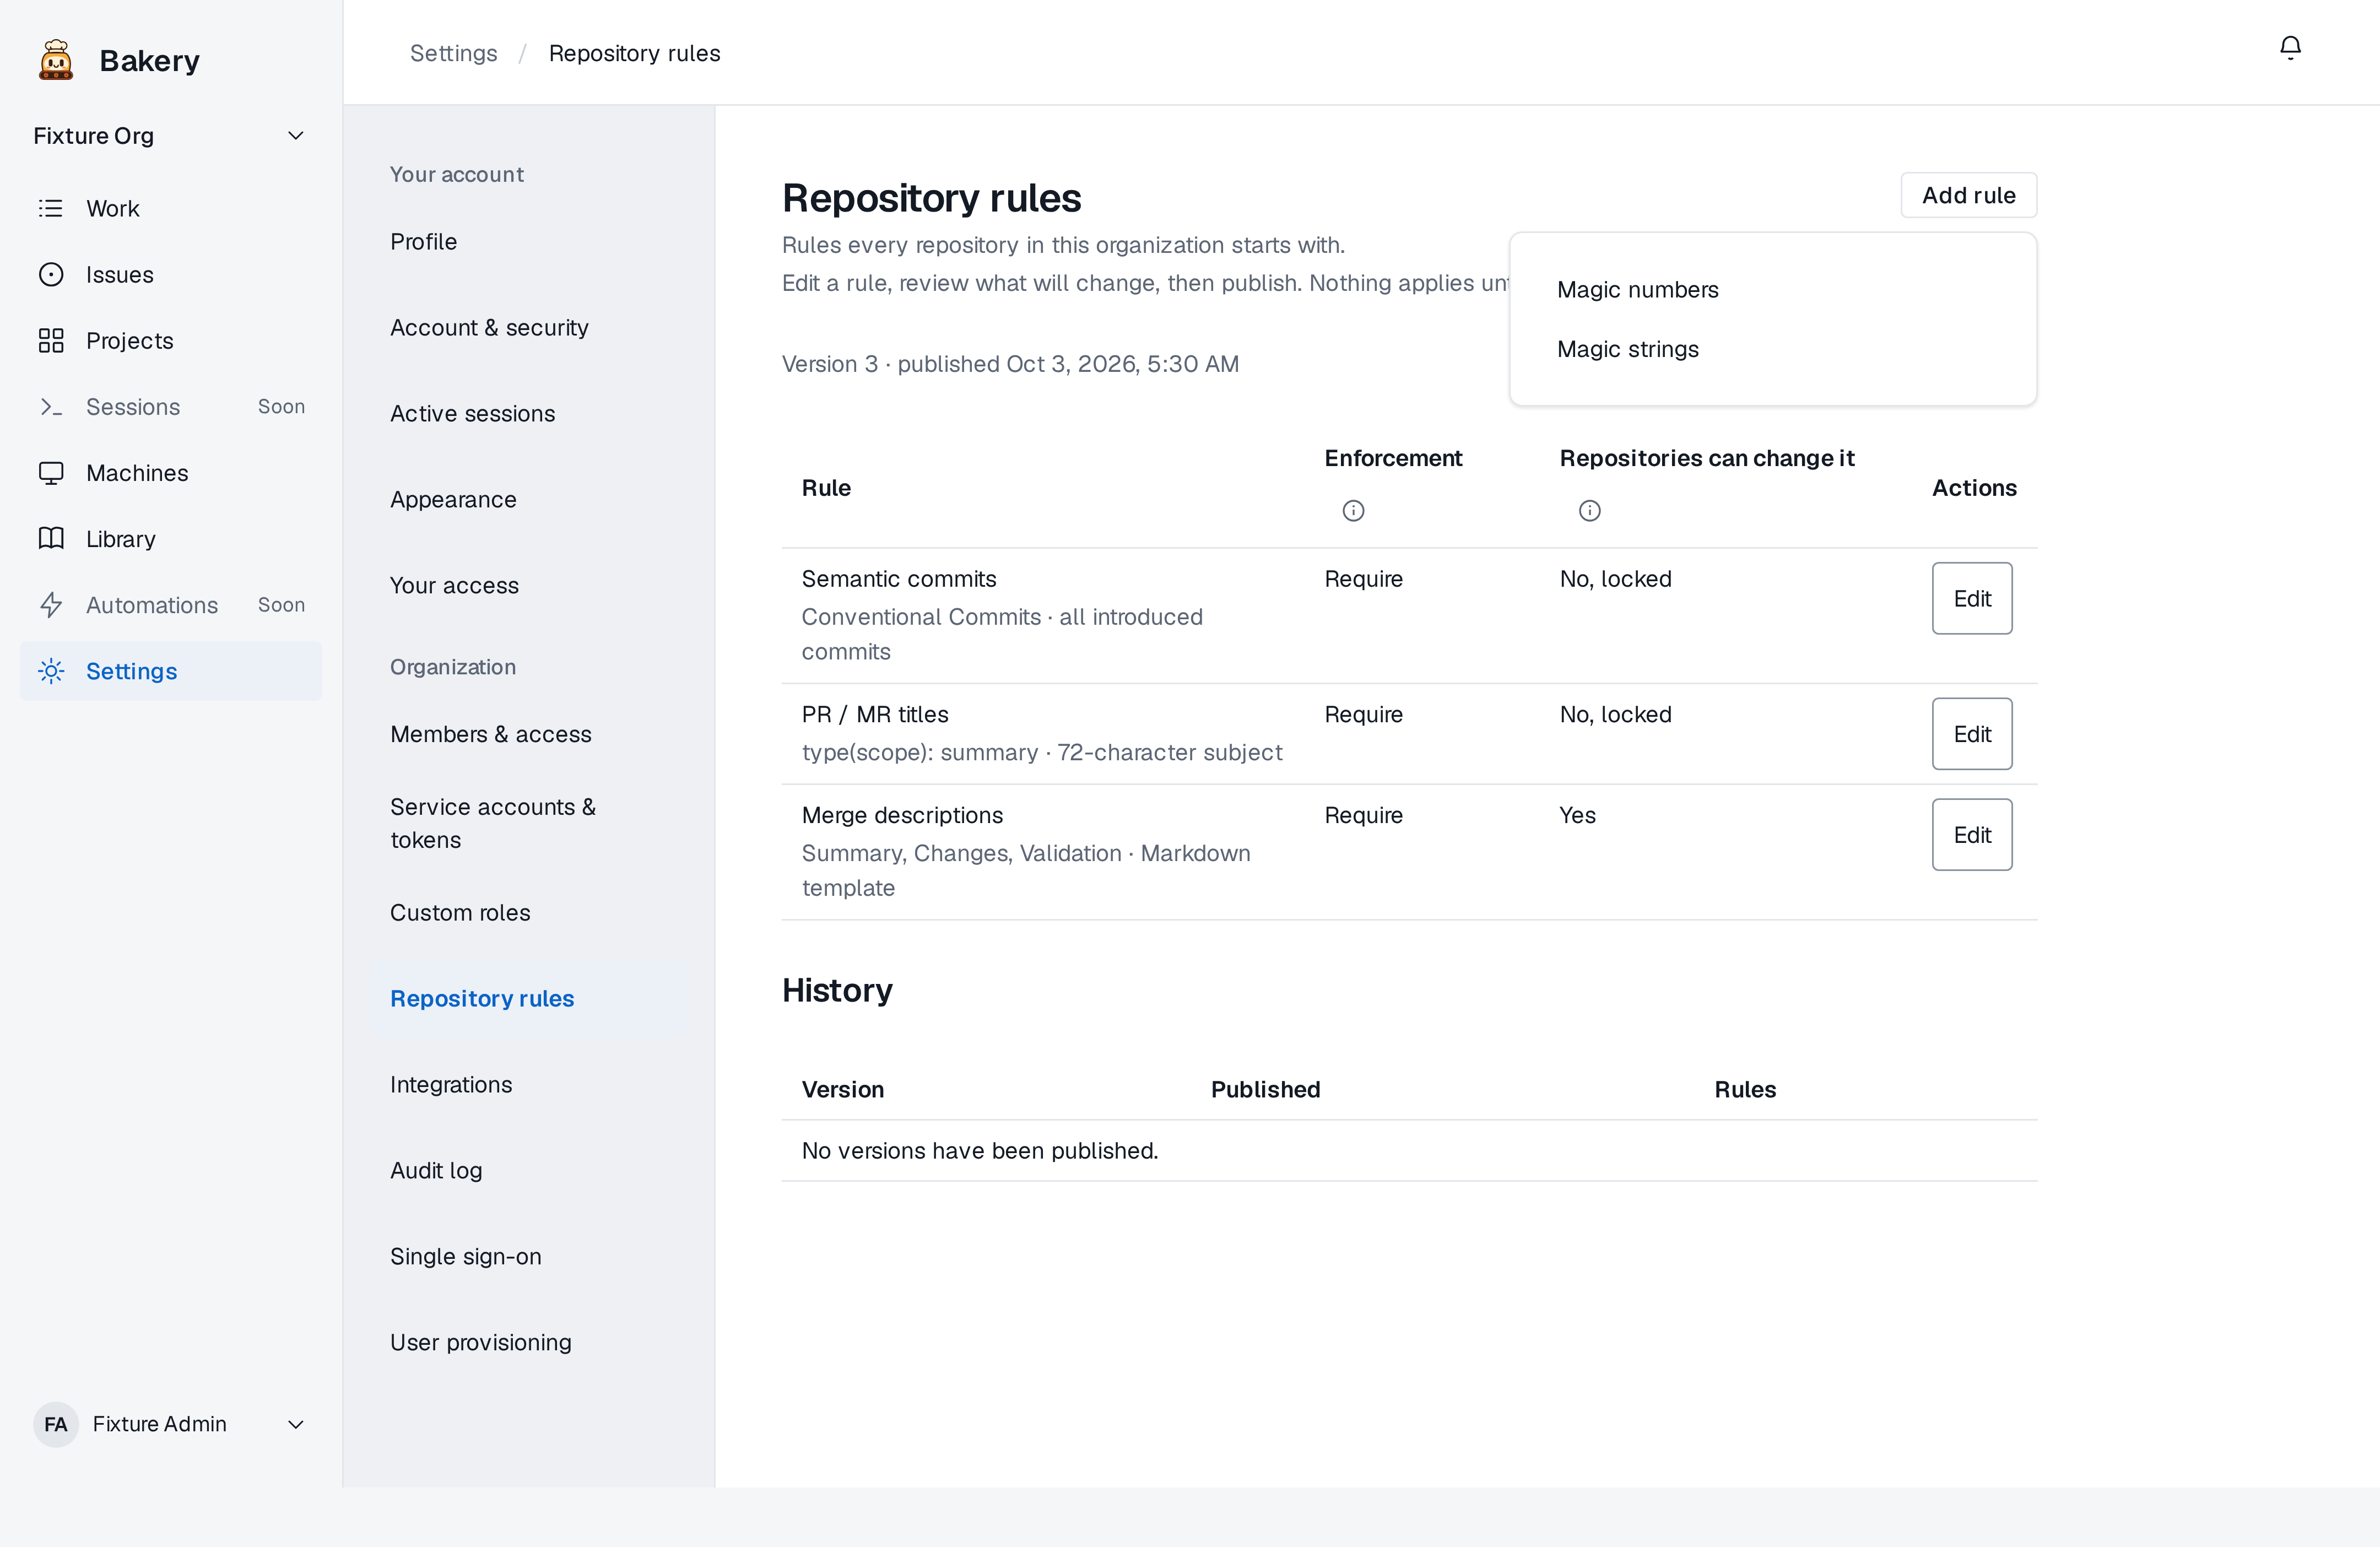 Bakery
Fixture Org
Work
Issues
Projects
Sessions Soon
Machines
Library
Automations Soon
Settings
FA Fixture Admin
Settings / Repository rules
Your account
Profile
Account & security
Active sessions
Appearance
Your access
Organization
Members & access
Service accounts &
tokens
Custom roles
Repository rules
Integrations
Audit log
Single sign-on
User provisioning
Repository rules
Add rule
Rules every repository in this organization starts with.
Edit a rule, review what will change, then publish. Nothing applies
Magic numbers
Magic strings
Version 3 · published Oct 3, 2026, 5:30 AM
Rule Enforcement Repositories can change it Actions
Semantic commits Require No, locked Edit
Conventional Commits · all introduced
commits
PR / MR titles Require No, locked Edit
type(scope): summary · 72-character subject
Merge descriptions Require Yes Edit
Summary, Changes, Validation · Markdown
template
History
Version Published Rules
No versions have been published.